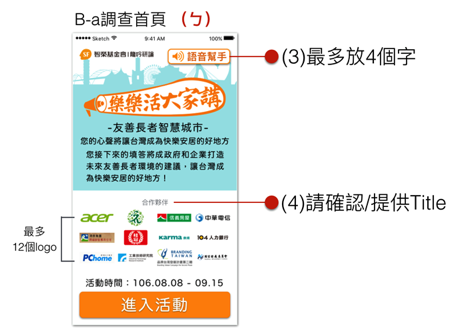 B-a調查首頁 (ㄅ)
Sketch 9:41 AM 100%
智榮基金會 龍吟研論
語音幫手
(3)最多放4個字
樂樂活大家講
-友善長者智慧城市-
您的心聲將讓台灣成為快樂安居的好地方
您接下來的填答將成政府和企業打造
未來友善長者環境的建議，讓台灣成
為快樂安居的好地方！
合作夥伴
(4)請確認/提供Title
最多
12個logo
acer 信義房屋 中華電信
karma 104人力銀行
PChome BRANDING TAIWAN
活動時間：106.08.08 - 09.15
進入活動